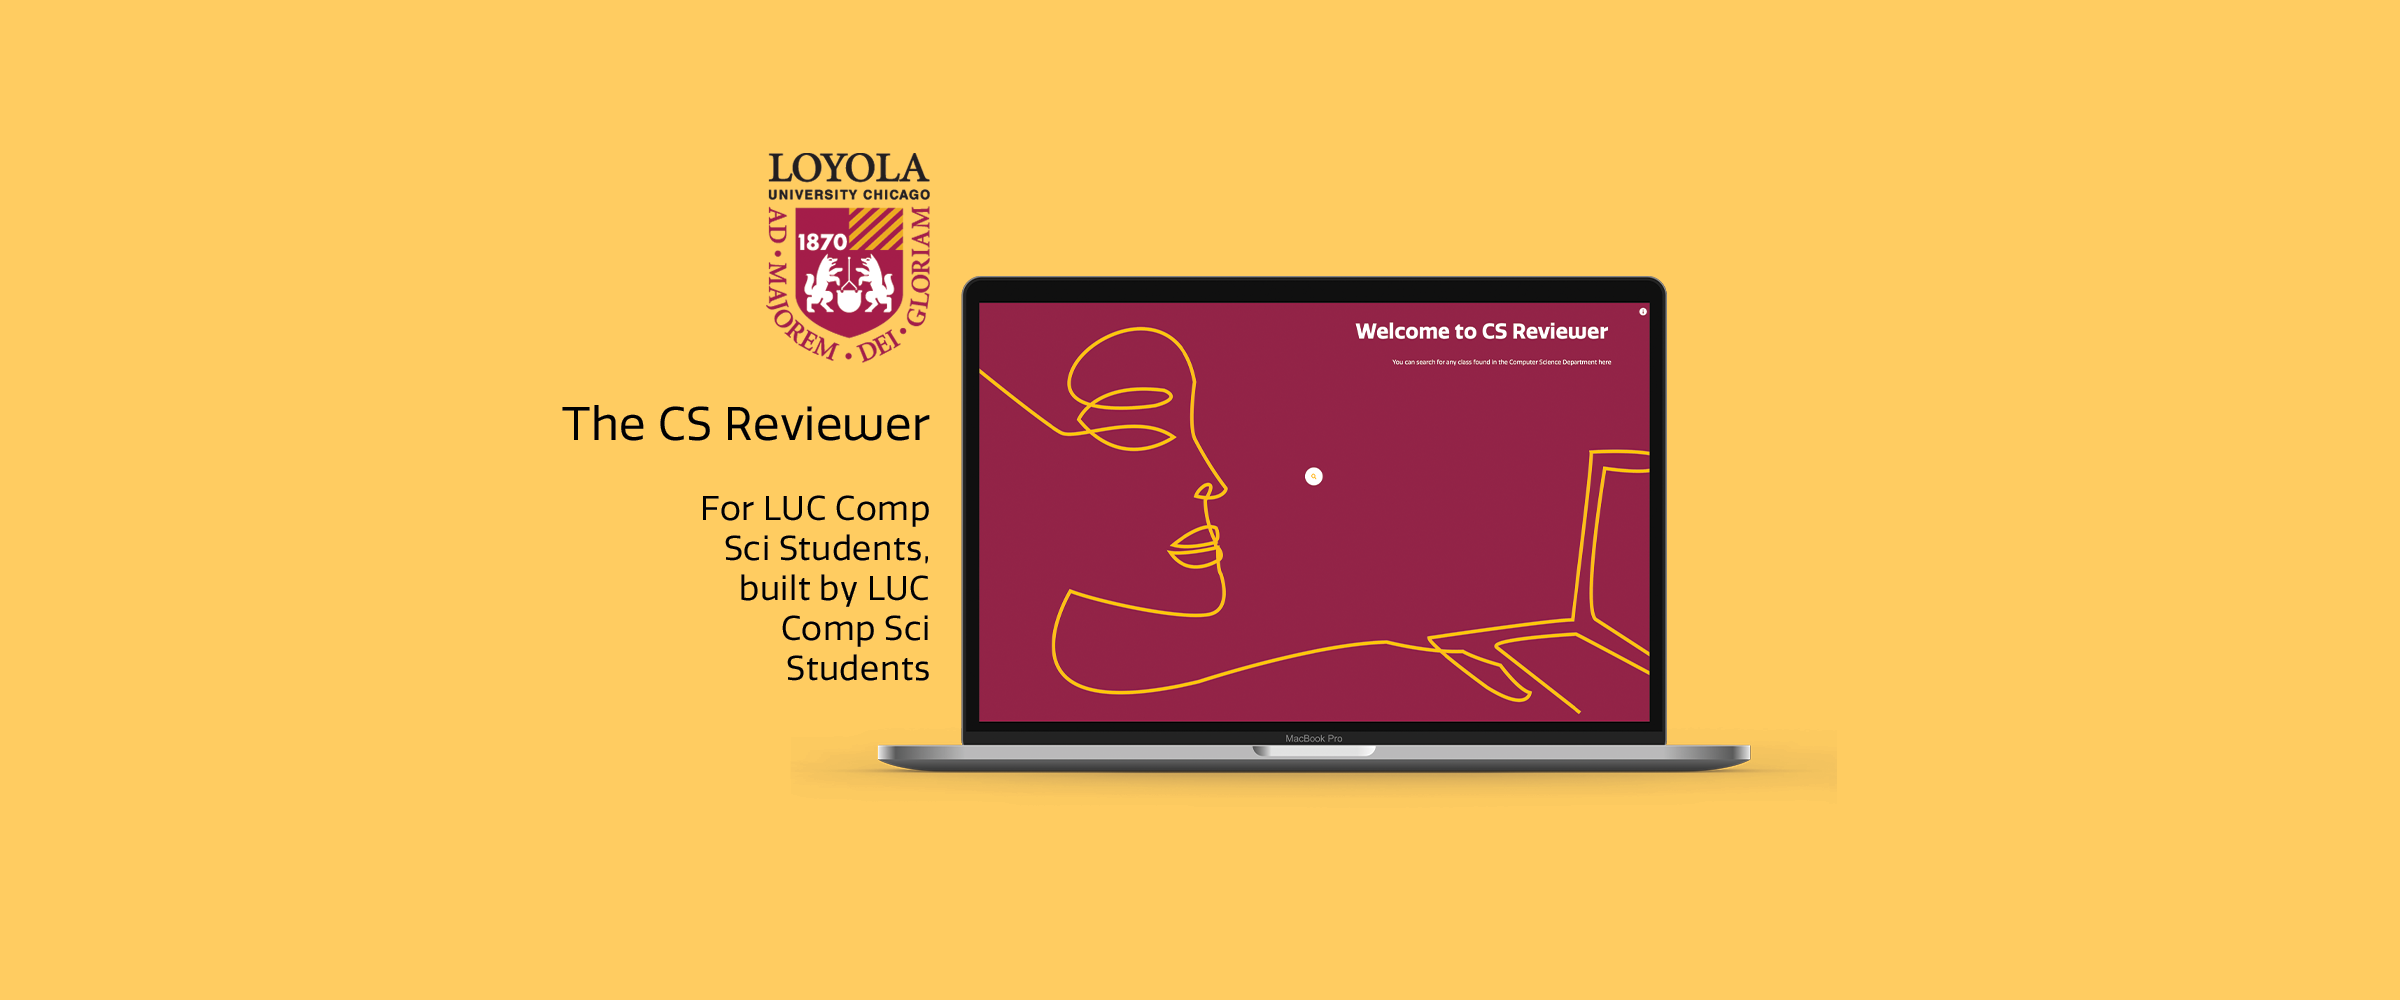 LOYOLA
UNIVERSITY CHICAGO
AD • MAJOREM • DEI • GLORIAM
1870
The CS Reviewer
For LUC Comp
Sci Students,
built by LUC
Comp Sci
Students
Welcome to CS Reviewer
You can search for any class found in the Computer Science Department here
MacBook Pro